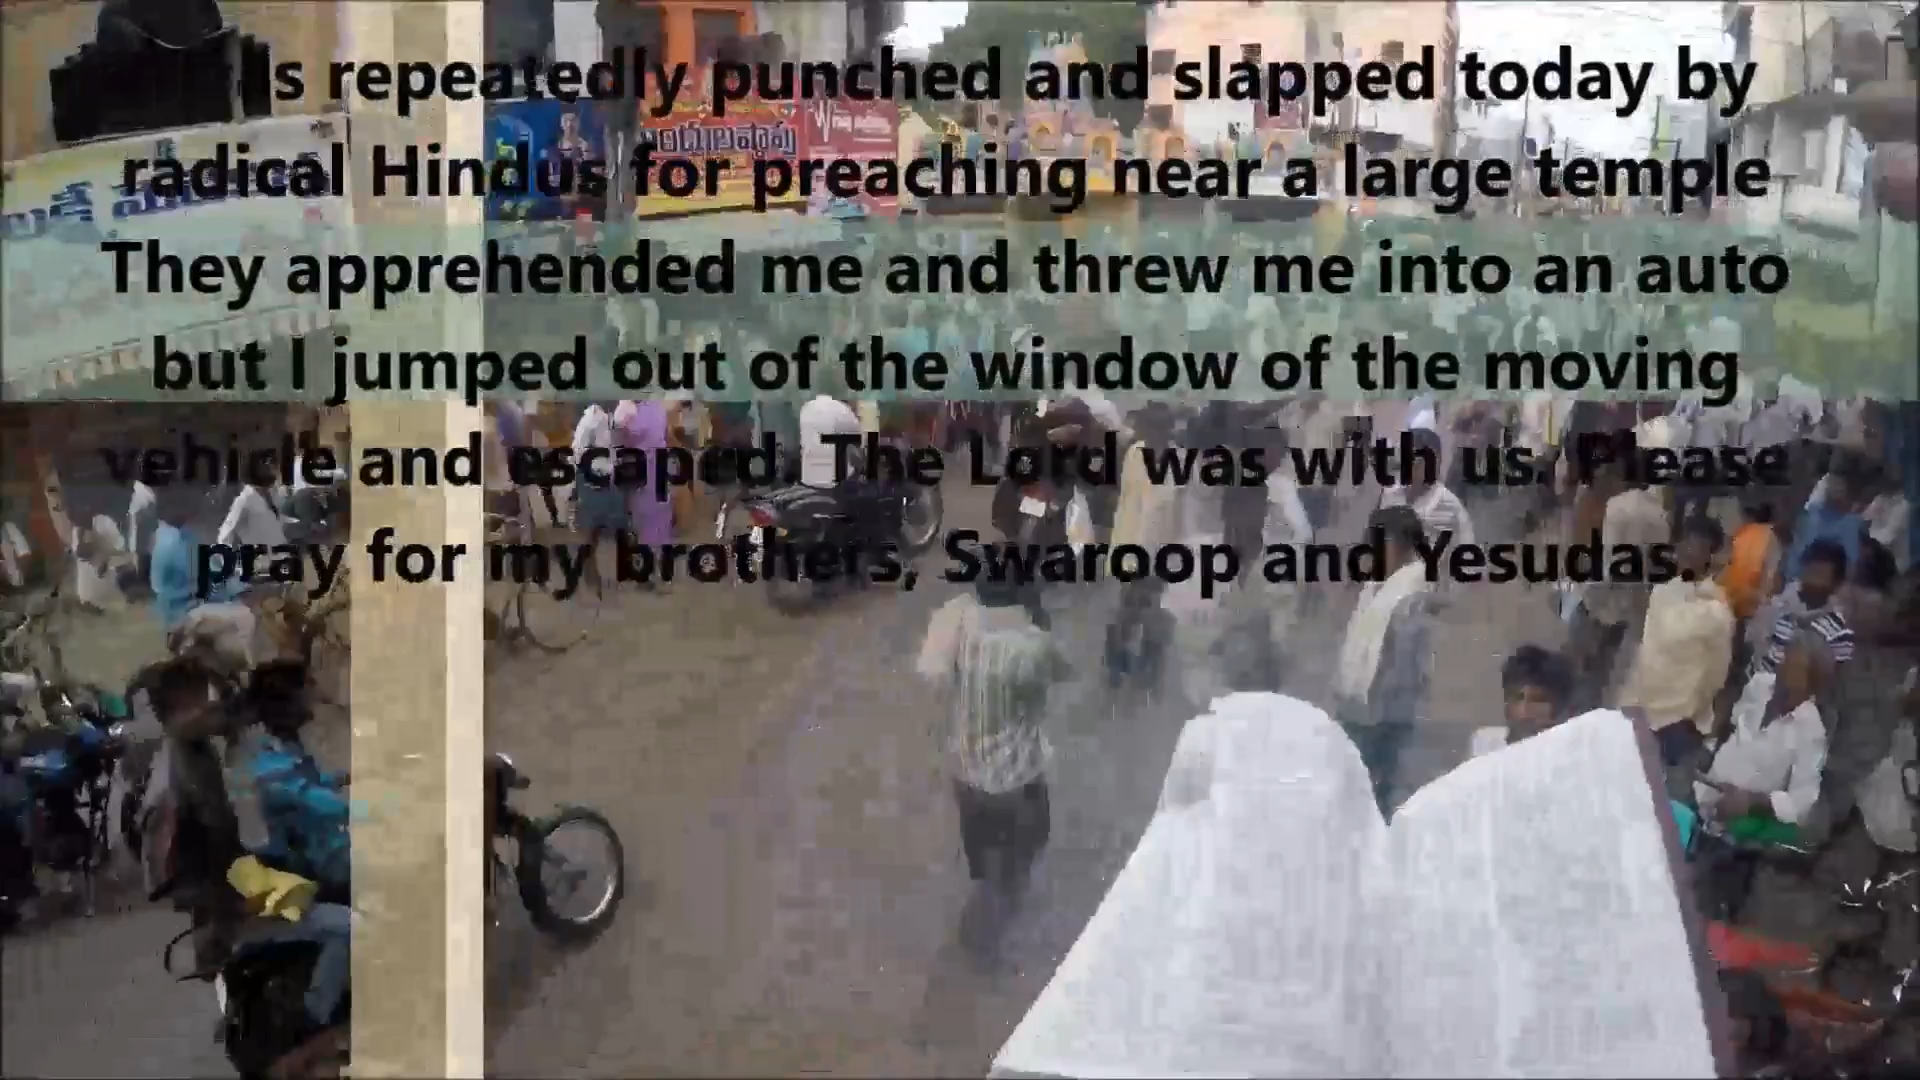 Is repeatedly punched and slapped today by
radical Hindus for preaching near a large temple
They apprehended me and threw me into an auto
but I jumped out of the window of the moving
vehicle and escaped. The Lord was with us. Please
pray for my brothers, Swaroop and Yesudas.